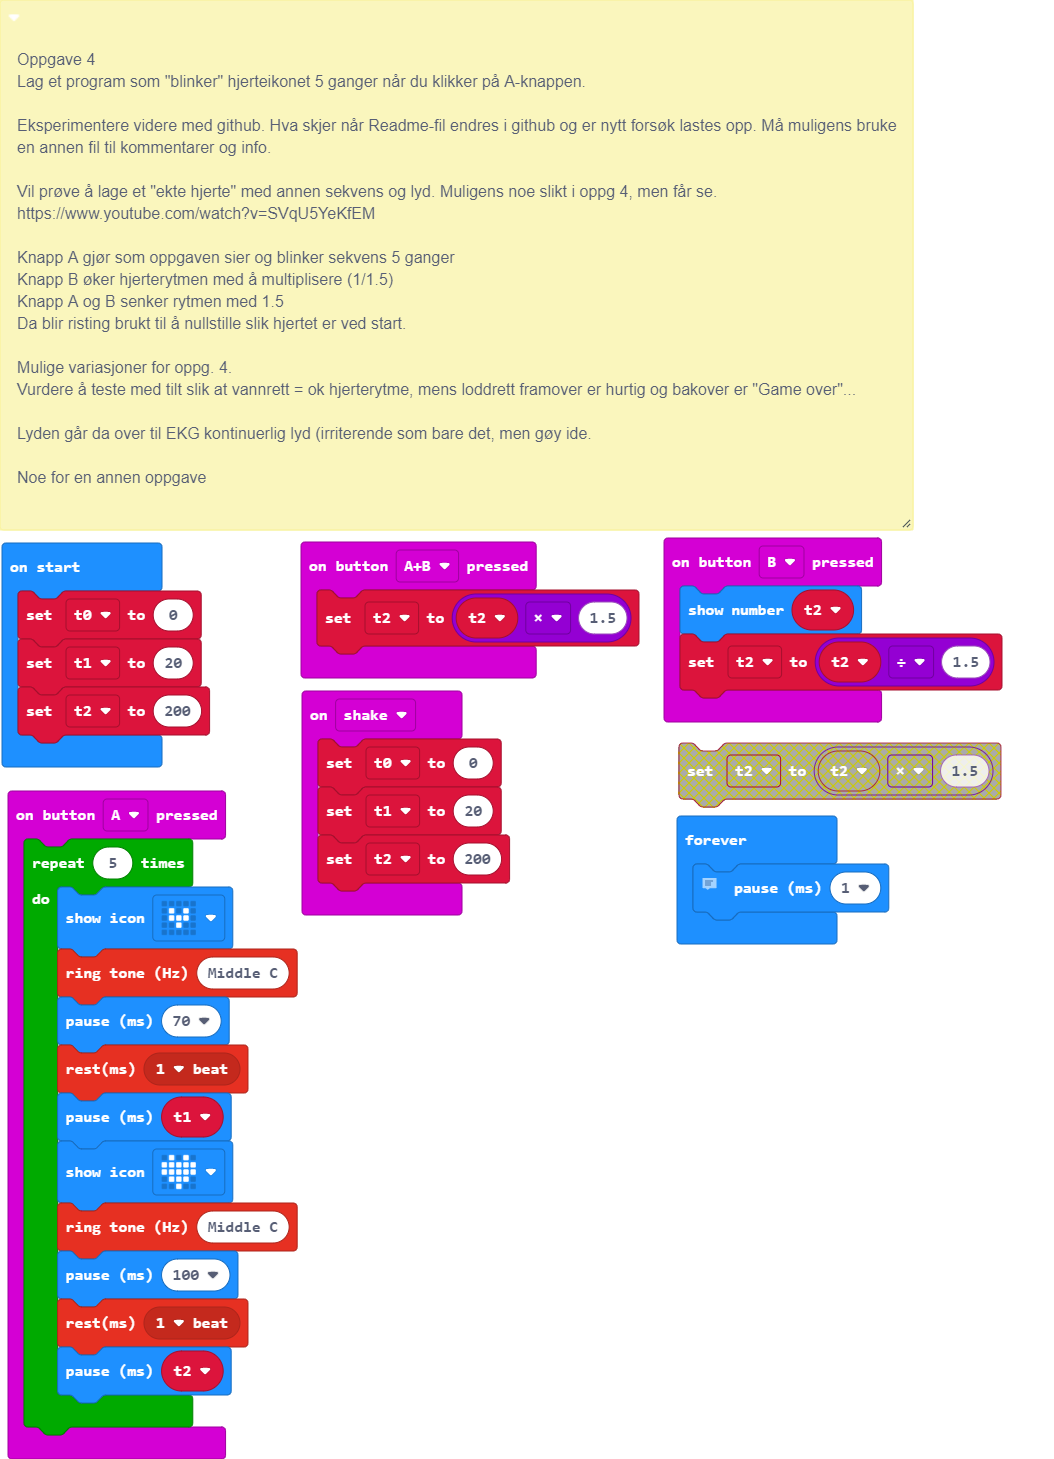 Oppgave 4
Lag et program som "blinker" hjerteikonet 5 ganger når du klikker på A-knappen.
Eksperimentere videre med github. Hva skjer når Readme-fil endres i github og er nytt forsøk lastes opp. Må muligens bruke
en annen fil til kommentarer og info.
Vil prøve å lage et "ekte hjerte" med annen sekvens og lyd. Muligens noe slikt i oppg 4, men får se.
https://www.youtube.com/watch?v=SVqU5YeKfEM
Knapp A gjør som oppgaven sier og blinker sekvens 5 ganger
Knapp B øker hjerterytmen med å multiplisere (1/1.5)
Knapp A og B senker rytmen med 1.5
Da blir risting brukt til å nullstille slik hjertet er ved start.
Mulige variasjoner for oppg. 4.
Vurdere å teste med tilt slik at vannrett = ok hjerterytme, mens loddrett framover er hurtig og bakover er "Game over"...
Lyden går da over til EKG kontinuerlig lyd (irriterende som bare det, men gøy ide.
Noe for en annen oppgave
on start
set t0 to 0
set t1 to 20
set t2 to 200
on button A+B pressed
set t2 to t2 × 1.5
on shake
set t0 to 0
set t1 to 20
set t2 to 200
on button B pressed
show number t2
set t2 to t2 ÷ 1.5
set t2 to t2 × 1.5
forever
pause (ms) 1
on button A pressed
repeat 5 times
do
show icon
ring tone (Hz) Middle C
pause (ms) 70
rest(ms) 1 beat
pause (ms) t1
show icon
ring tone (Hz) Middle C
pause (ms) 100
rest(ms) 1 beat
pause (ms) t2